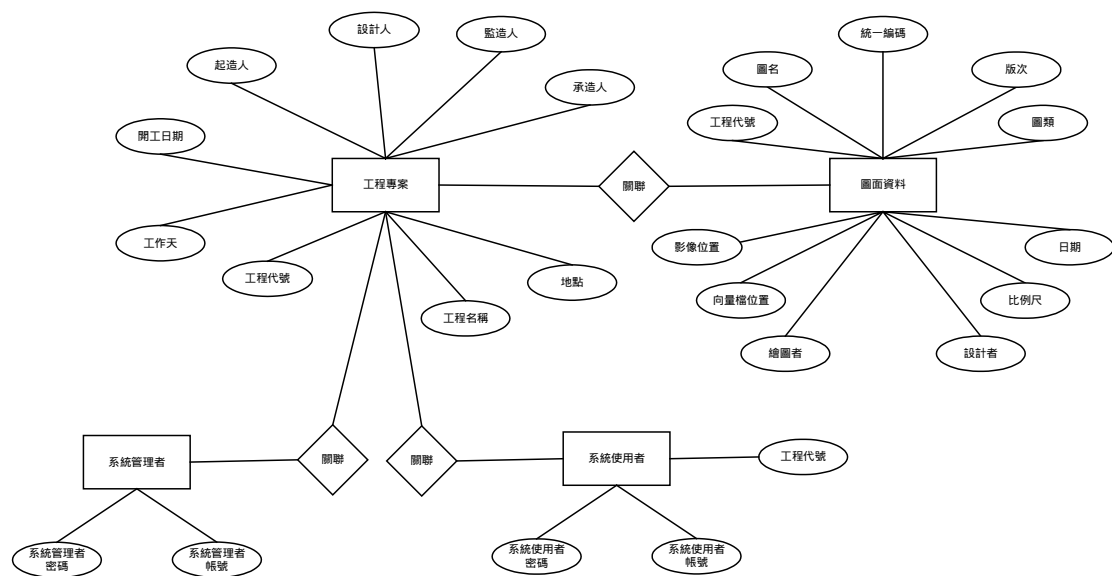 設計人
監造人
統一編碼
起造人
圖名
版次
承造人
開工日期
工程代號
圖類
工程專案
關聯
圖面資料
工作天
影像位置
日期
工程代號
地點
向量檔位置
比例尺
工程名稱
繪圖者
設計者
系統管理者
關聯
關聯
系統使用者
工程代號
系統管理者
密碼
系統管理者
帳號
系統使用者
密碼
系統使用者
帳號